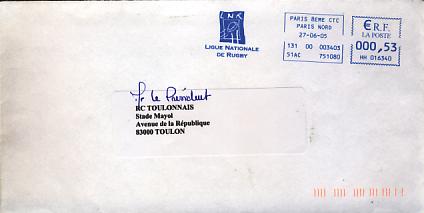 LNR
LIGUE NATIONALE
DE RUGBY
PARIS 8EME CTC
PARIS NORD
27-06-05
131 00 003403
51AC 751080
€ R.F.
LA POSTE
000,53
HH 016340
Mr le Président
RC TOULONNAIS
Stade Mayol
Avenue de la République
83000 TOULON